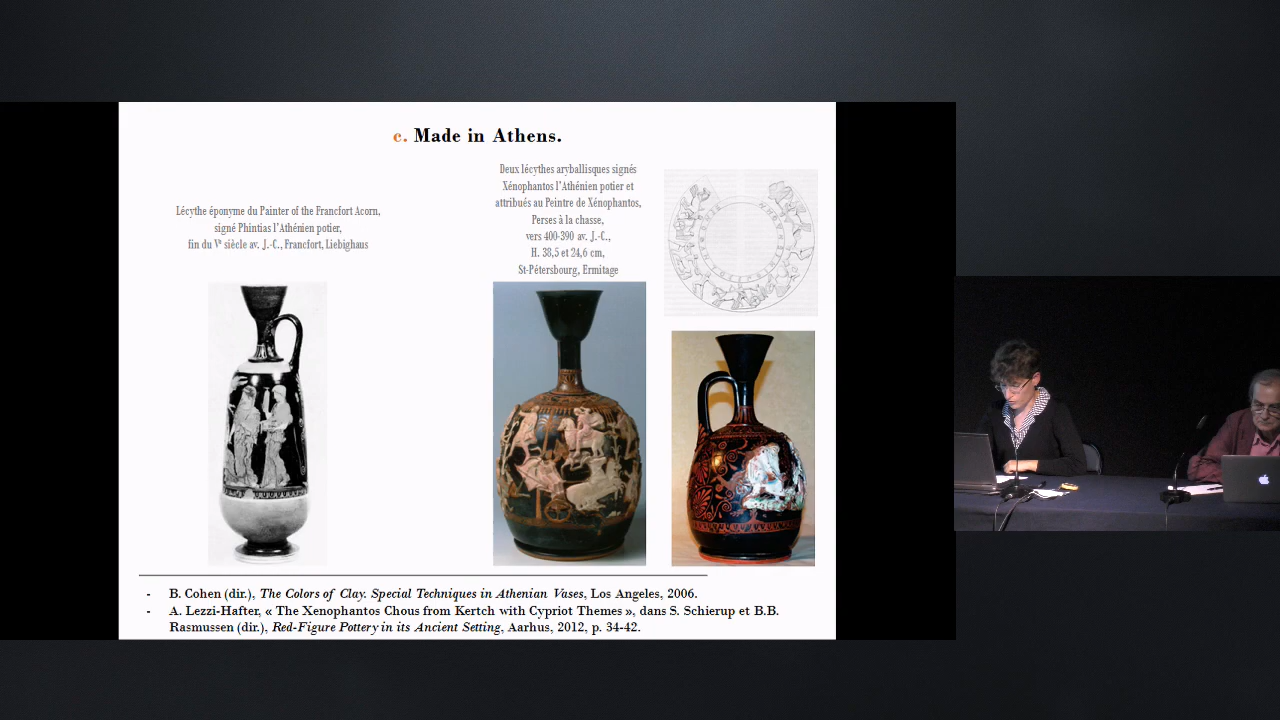 c. Made in Athens.
Lécythe éponyme du Painter of the Francfort Acorn,
signé Phintias l'Athénien potier,
fin du Vᵉ siècle av. J.-C., Francfort, Liebighaus
Deux lécythes aryballisques signés
Xénophantos l'Athénien potier et
attribués au Peintre de Xénophantos,
Perses à la chasse,
vers 400-390 av. J.-C.,
H. 38,5 et 24,6 cm,
St-Pétersbourg, Ermitage
- B. Cohen (dir.), The Colors of Clay. Special Techniques in Athenian Vases, Los Angeles, 2006.
- A. Lezzi-Hafter, « The Xenophantos Chous from Kertch with Cypriot Themes », dans S. Schierup et B.B.
Rasmussen (dir.), Red-Figure Pottery in its Ancient Setting, Aarhus, 2012, p. 34-42.